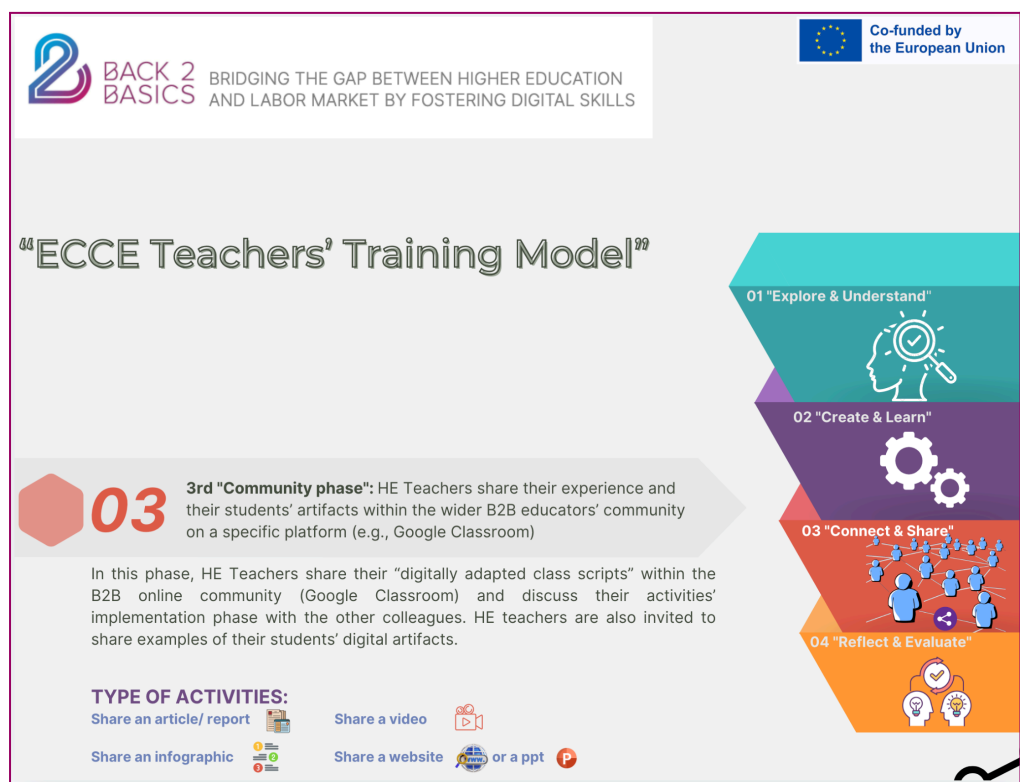 BACK 2
BASICS
BRIDGING THE GAP BETWEEN HIGHER EDUCATION
AND LABOR MARKET BY FOSTERING DIGITAL SKILLS
Co-funded by
the European Union
“ECCE Teachers’ Training Model”
01 "Explore & Understand"
02 "Create & Learn"
03 "Connect & Share"
04 "Reflect & Evaluate"
03
3rd "Community phase": HE Teachers share their experience and
their students’ artifacts within the wider B2B educators’ community
on a specific platform (e.g., Google Classroom)
In this phase, HE Teachers share their “digitally adapted class scripts” within the
B2B online community (Google Classroom) and discuss their activities’
implementation phase with the other colleagues. HE teachers are also invited to
share examples of their students’ digital artifacts.
TYPE OF ACTIVITIES:
Share an article/ report
Share a video
Share an infographic
1
2
3
Share a website www. or a ppt P